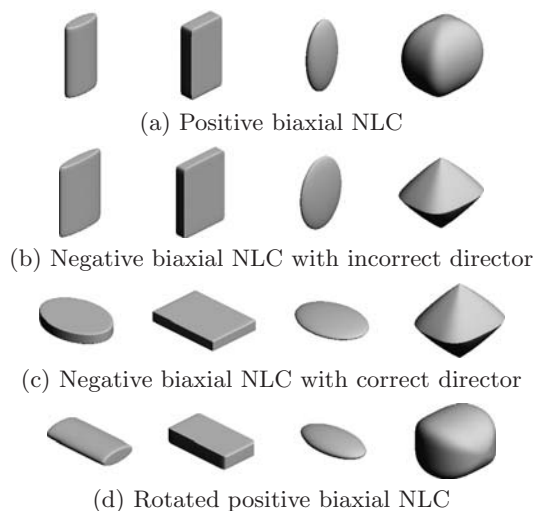 (a) Positive biaxial NLC
(b) Negative biaxial NLC with incorrect director
(c) Negative biaxial NLC with correct director
(d) Rotated positive biaxial NLC